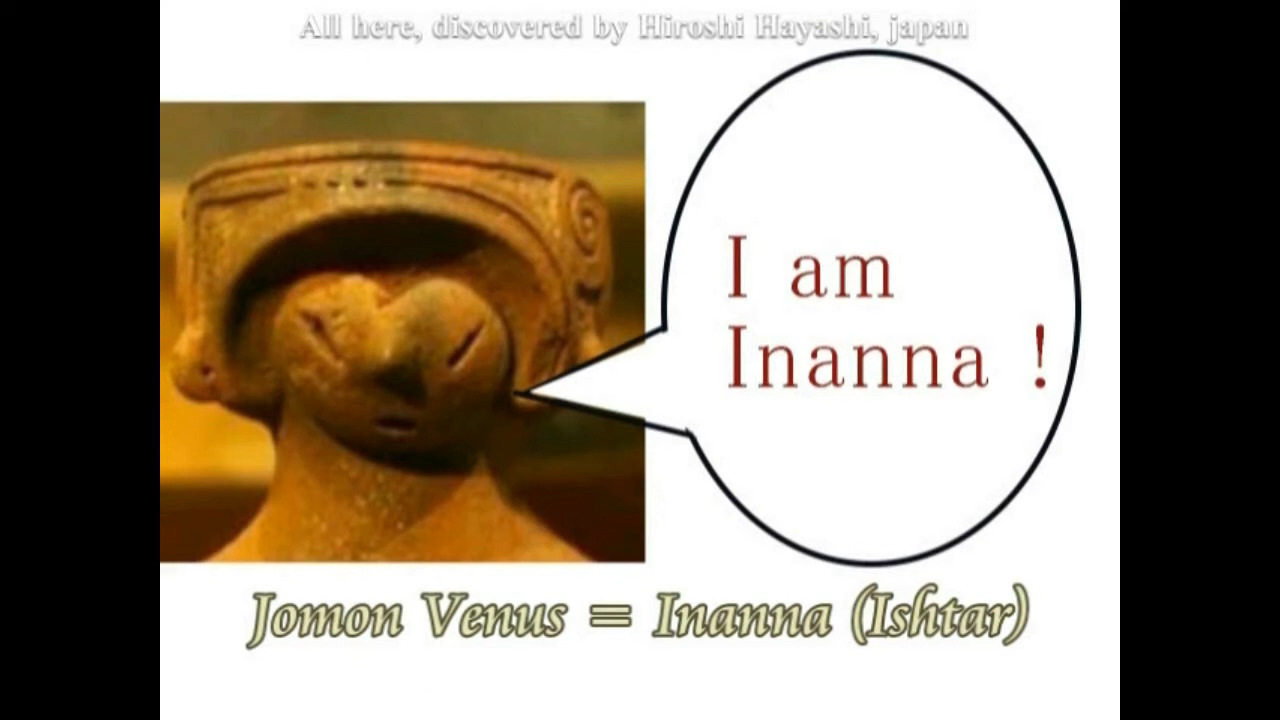 All here, discovered by Hiroshi Hayashi, japan
I am
Inanna !
Jomon Venus = Inanna (Ishtar)